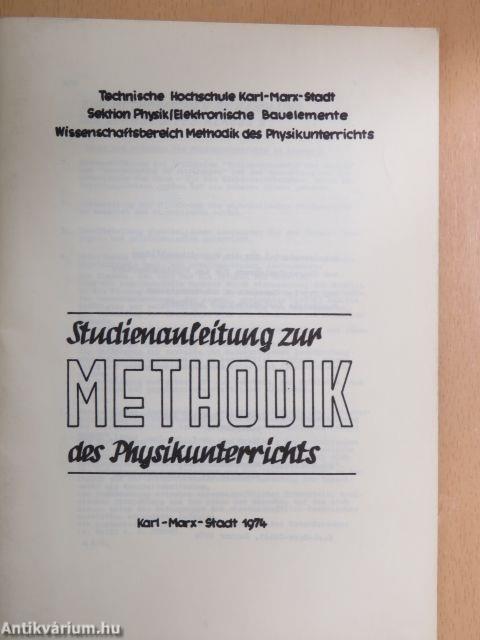 Technische Hochschule Karl-Marx-Stadt
Sektion Physik/Elektronische Bauelemente
Wissenschaftsbereich Methodik des Physikunterrichts
Studienanleitung zur
METHODIK
des Physikunterrichts
Karl-Marx-Stadt 1974
Antikvárium.hu